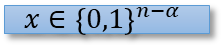 x ∈ {0,1}ⁿ⁻ᵅ